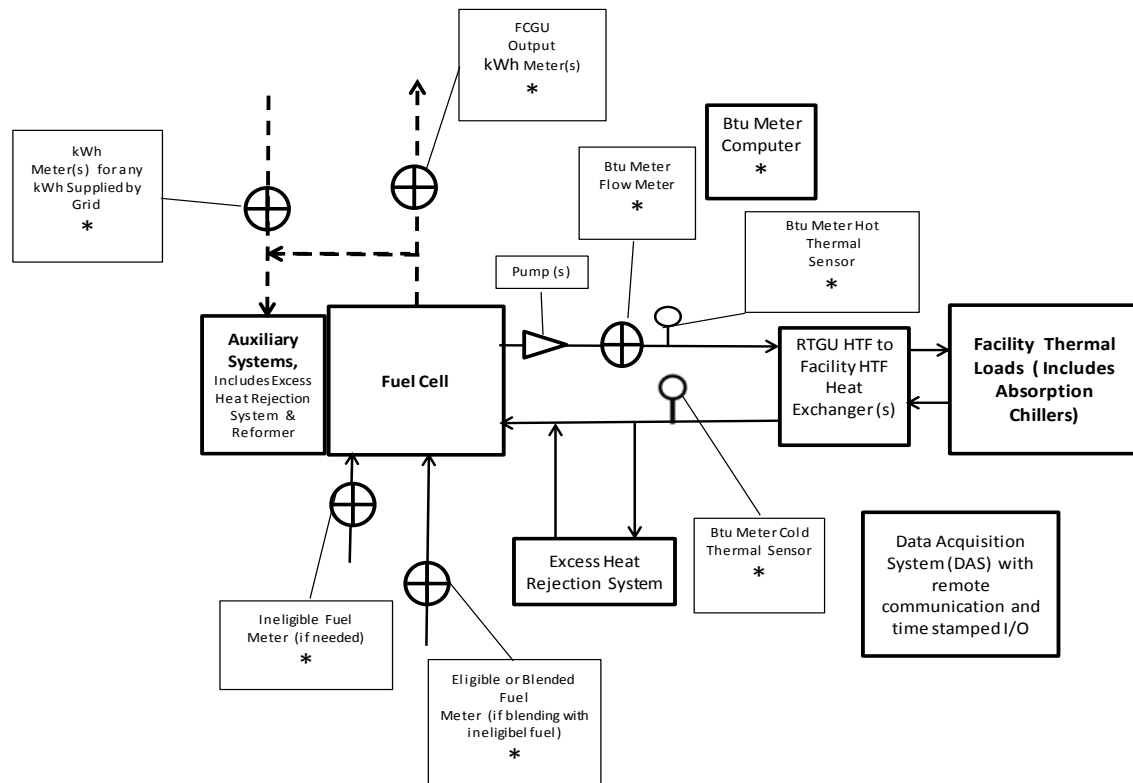 FCGU
Output
kWh Meter(s)
*
kWh
Meter(s) for any
kWh Supplied by
Grid
*
Btu Meter
Flow Meter
*
Btu Meter
Computer
*
Btu Meter Hot
Thermal
Sensor
*
Pump (s)
Auxiliary
Systems,
Includes Excess
Heat Rejection
System &
Reformer
Fuel Cell
RTGU HTF to
Facility HTF
Heat
Exchanger (s)
Facility Thermal
Loads ( Includes
Absorption
Chillers)
Excess Heat
Rejection System
Btu Meter Cold
Thermal Sensor
*
Data Acquisition
System (DAS) with
remote
communication and
time stamped I/O
Ineligible Fuel
Meter (if needed)
*
Eligible or Blended
Fuel
Meter (if blending with
ineligibel fuel)
*